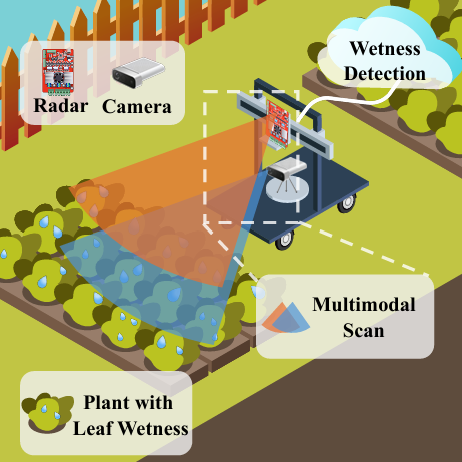 Wetness
Detection
Radar
Camera
Multimodal
Scan
Plant with
Leaf Wetness